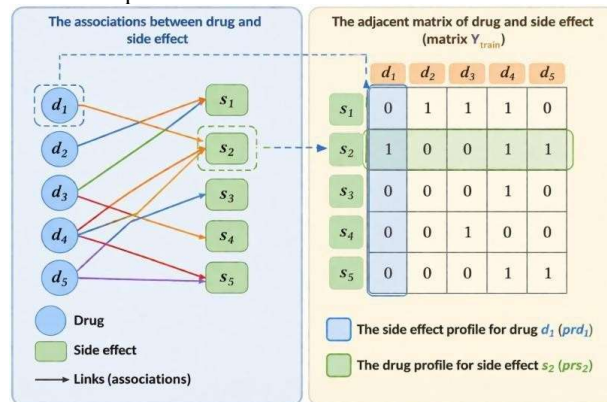 The associations between drug and
side effect
d₁
d₂
d₃
d₄
d₅
s₁
s₂
s₃
s₄
s₅
Drug
Side effect
Links (associations)
The adjacent matrix of drug and side effect
(matrix Y_train)
d₁ d₂ d₃ d₄ d₅
s₁ 0 1 1 1 0
s₂ 1 0 0 1 1
s₃ 0 0 0 1 0
s₄ 0 0 1 0 0
s₅ 0 0 0 1 1
The side effect profile for drug d₁ (prd₁)
The drug profile for side effect s₂ (prs₂)